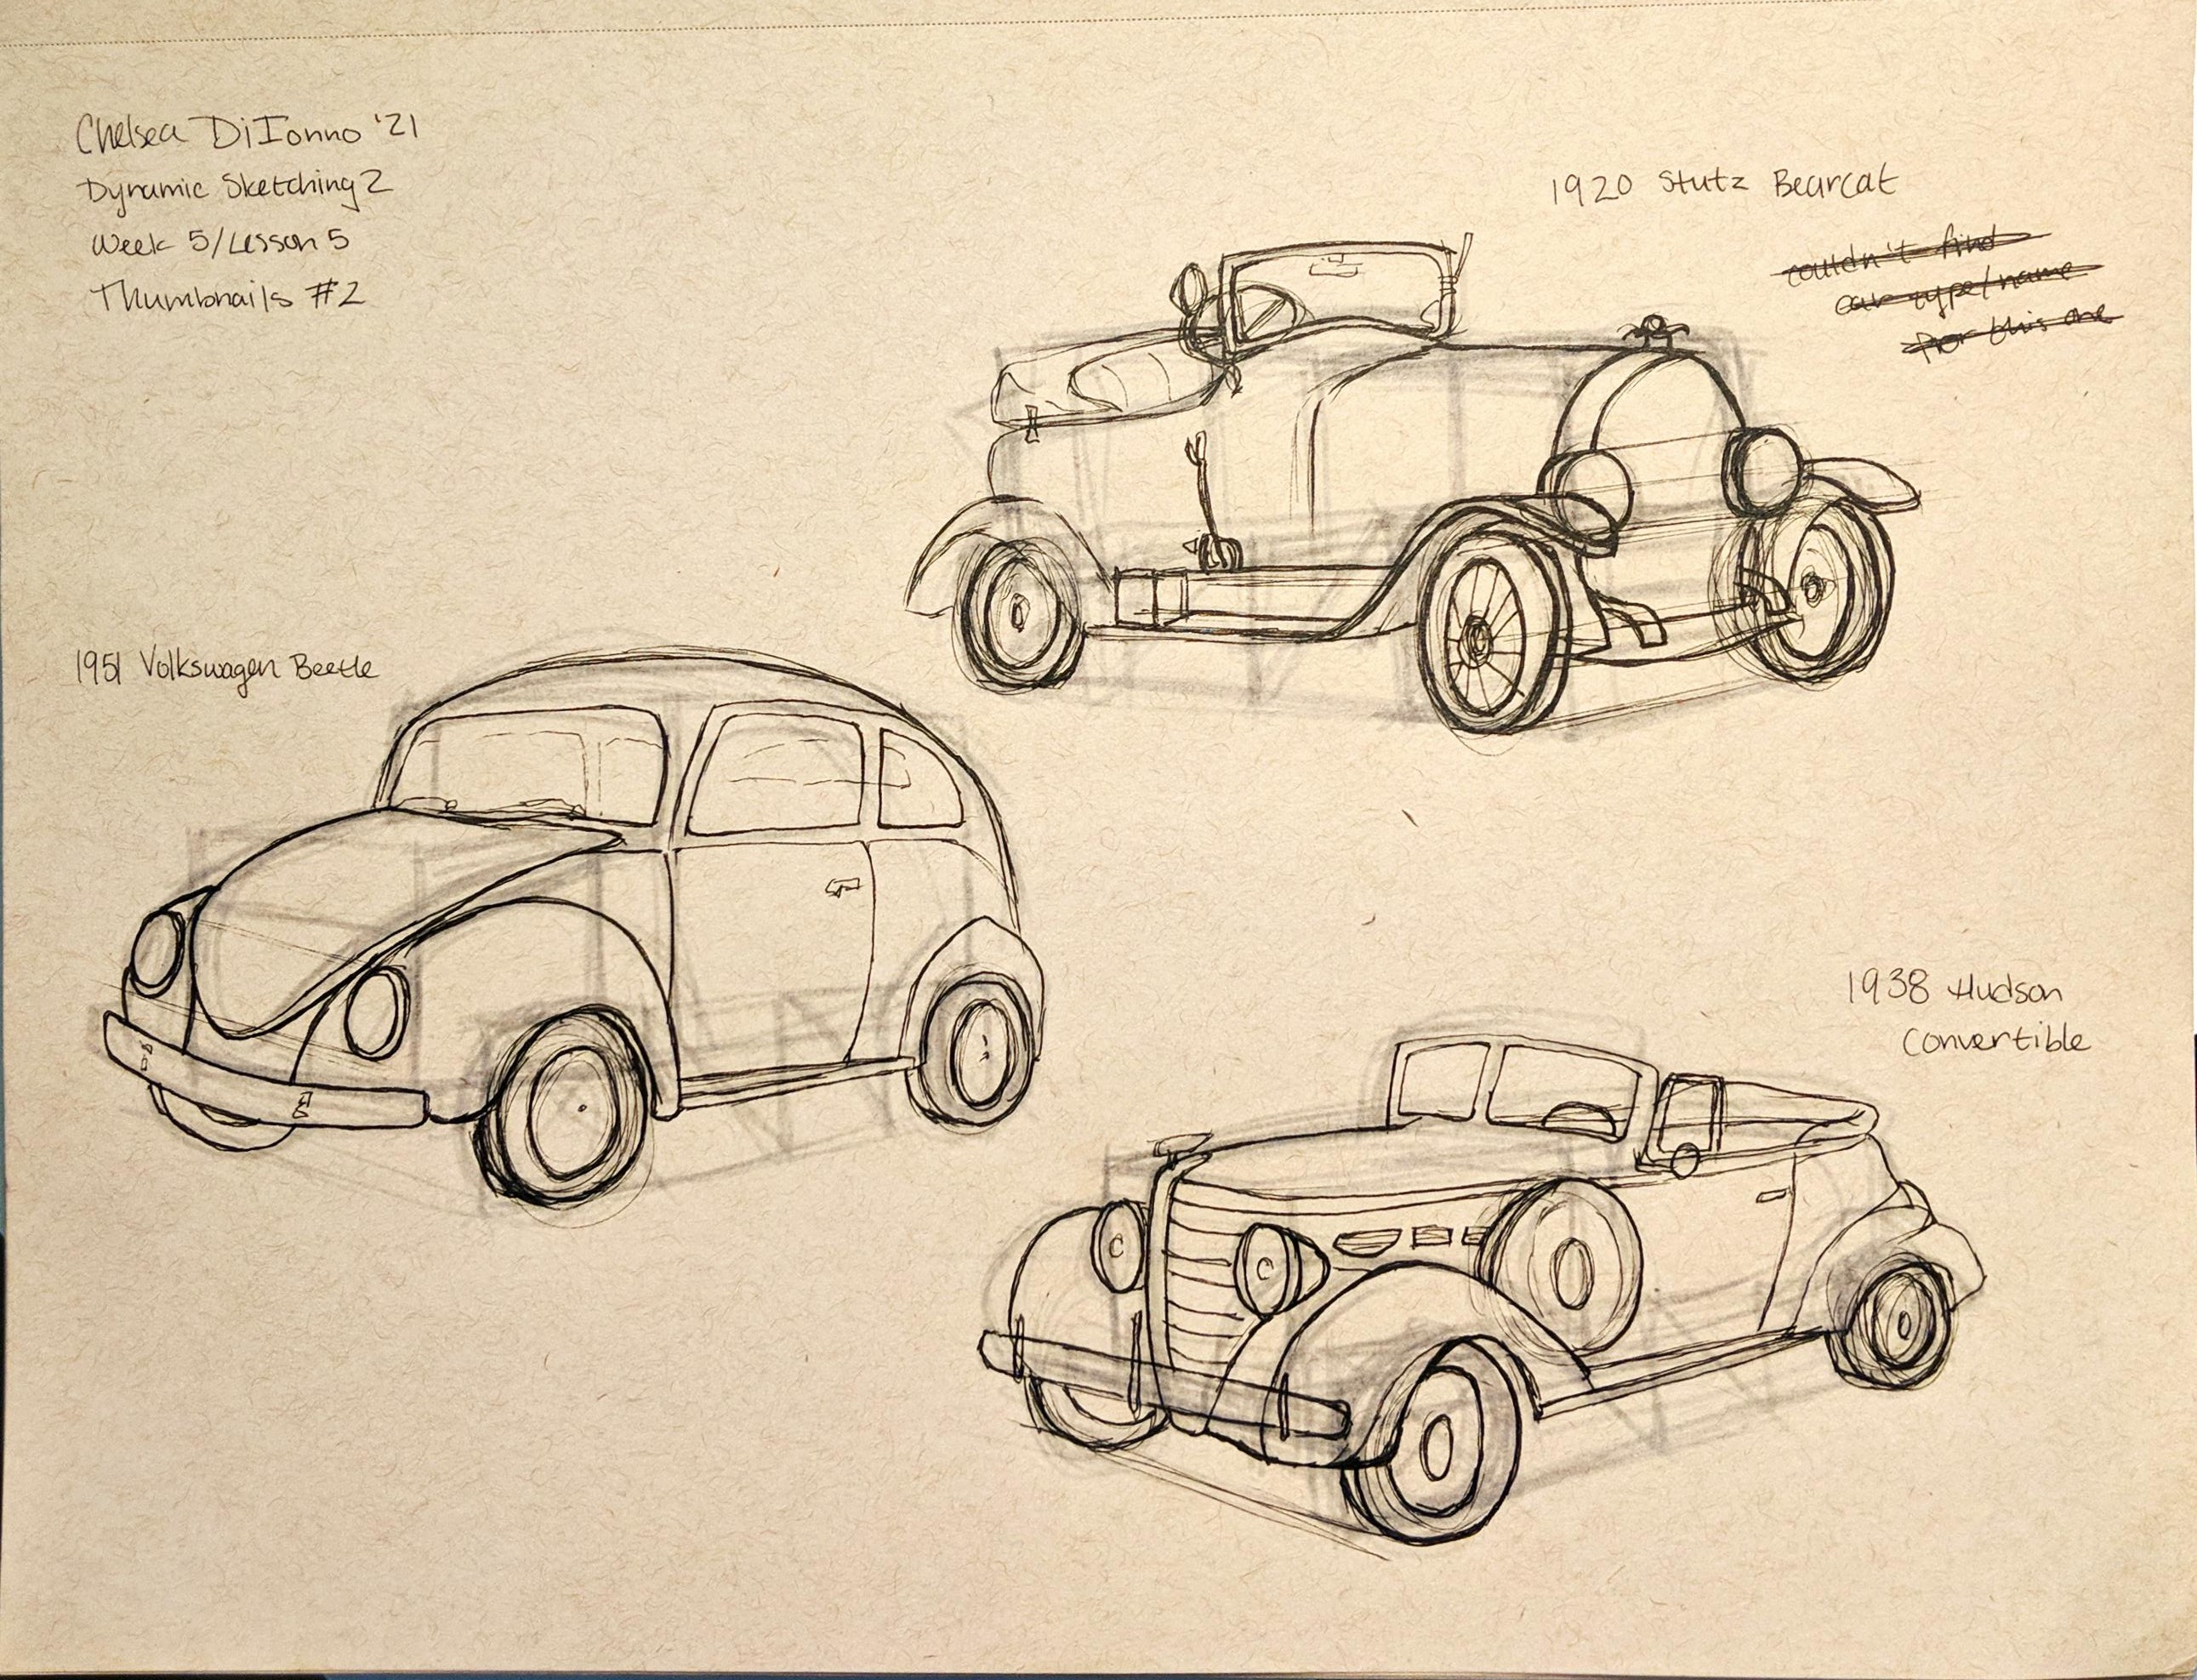 Chelsea DiIonno '21
Dynamic Sketching 2
Week 5/Lesson 5
Thumbnails #2
1920 Stutz Bearcat
couldn't find
car type/name
for this one
1951 Volkswagen Beetle
1938 Hudson
Convertible